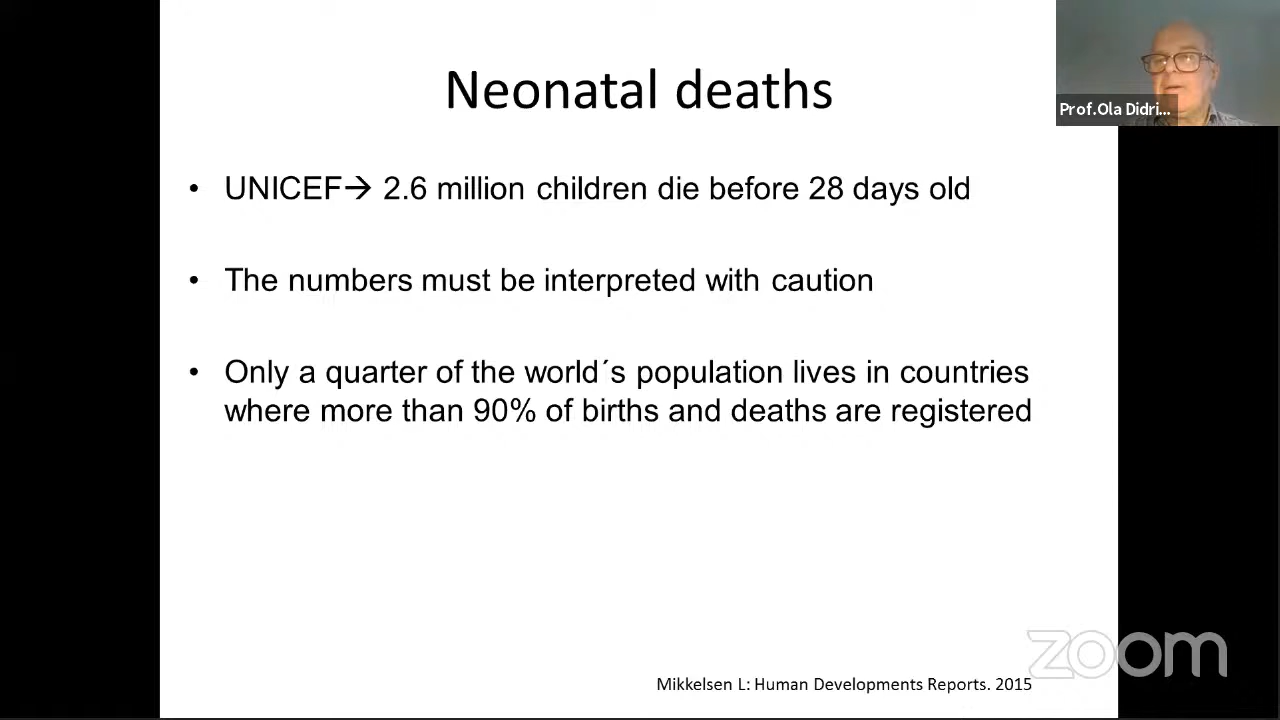 Neonatal deaths
Prof.Ola Didri...
• UNICEF→ 2.6 million children die before 28 days old
• The numbers must be interpreted with caution
• Only a quarter of the world´s population lives in countries
where more than 90% of births and deaths are registered
zoom
Mikkelsen L: Human Developments Reports. 2015